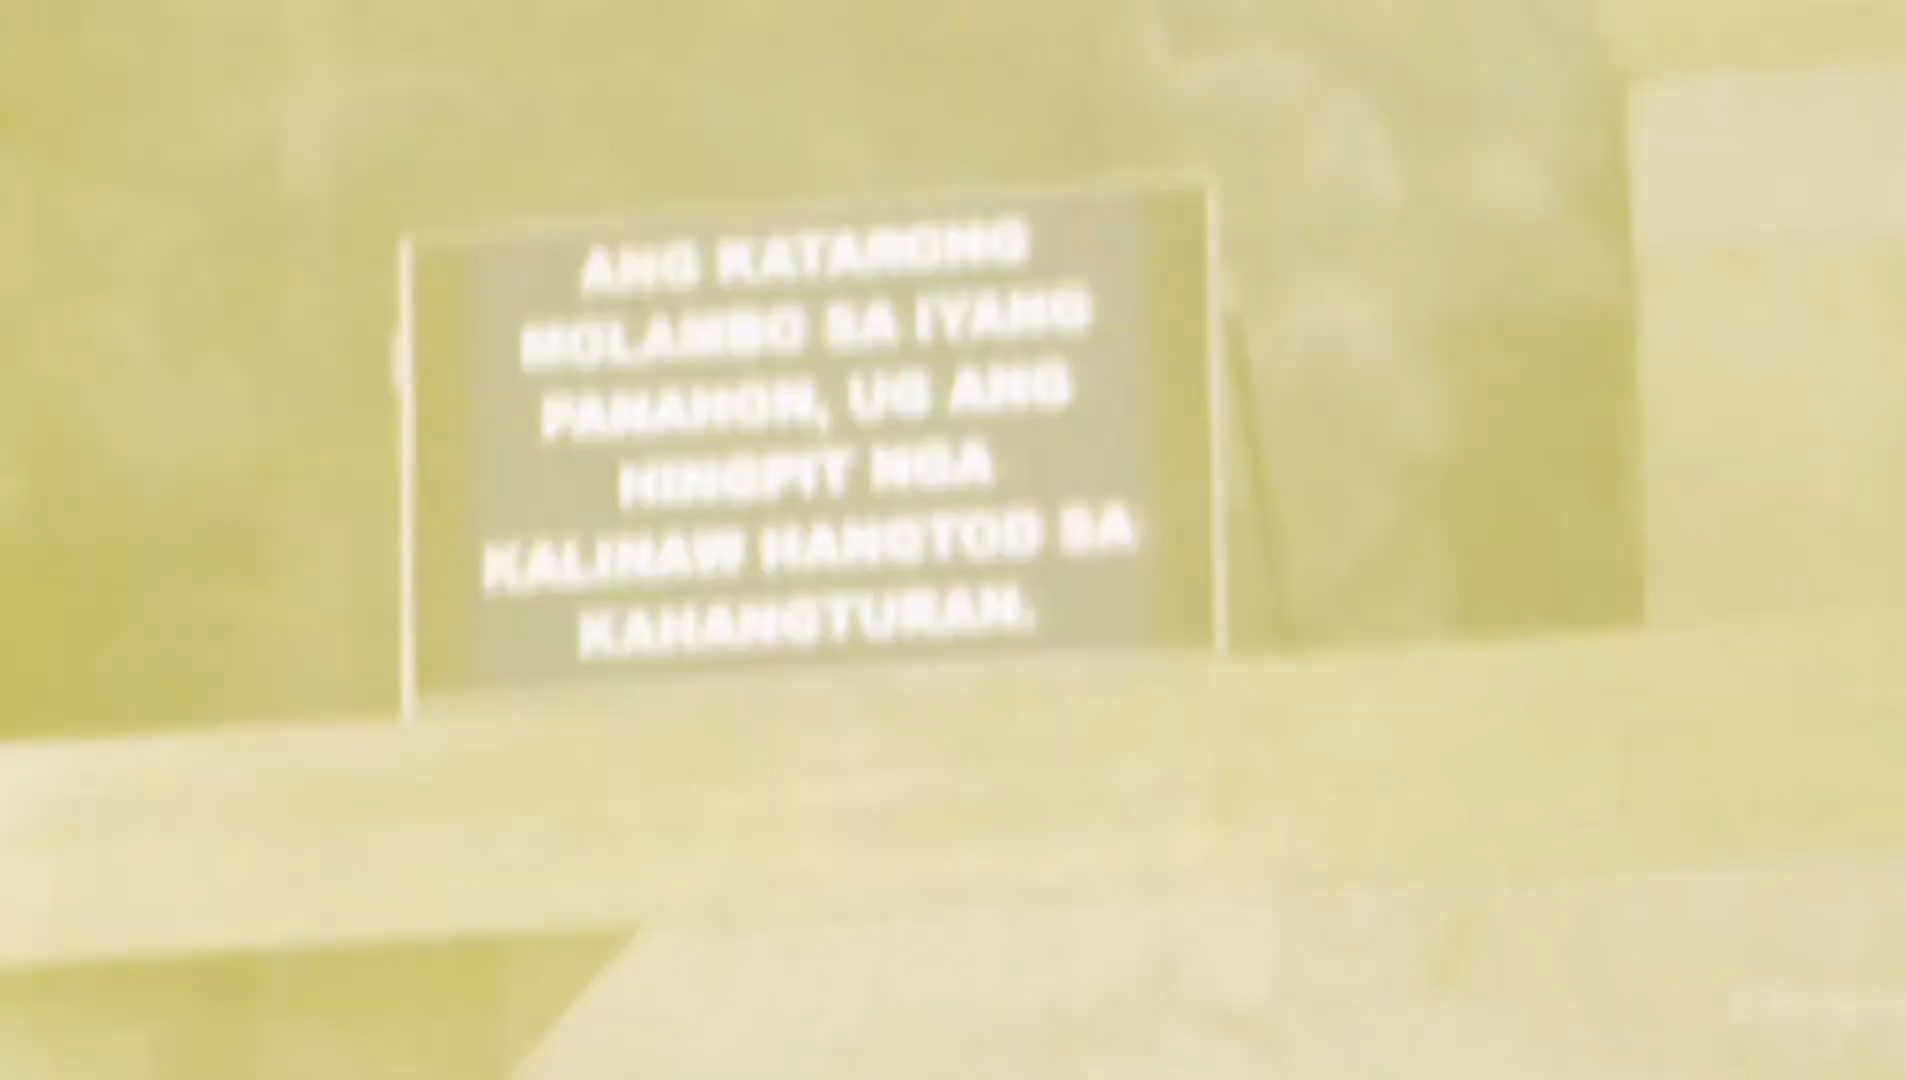 ANG KATARONG
MOLAMBO SA IYANG
PANAHON, UG ANG
HINGPIT NGA
KALINAW HANGTOD SA
KAHANGTURAN.